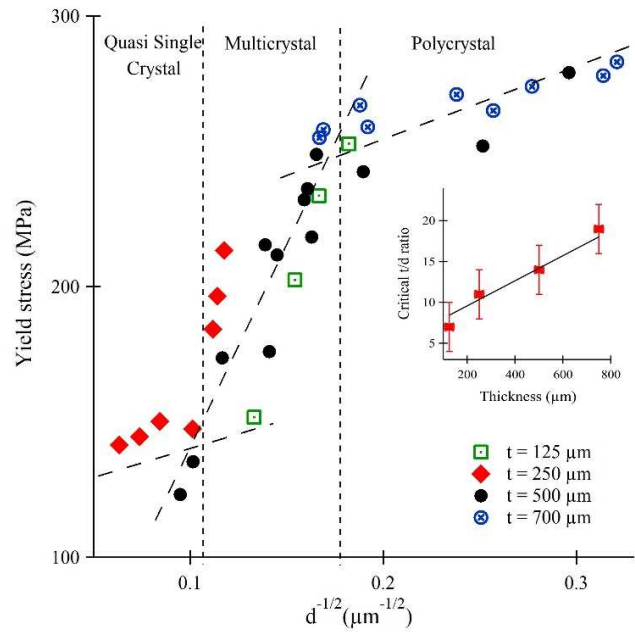 300
Quasi Single Multicrystal Polycrystal
Crystal
Yield stress (MPa)
200
100
0.1 0.2 0.3
d⁻¹/² (µm⁻¹/²)
Critical t/d ratio
20
15
10
5
200 400 600 800
Thickness (µm)
t = 125 µm
t = 250 µm
t = 500 µm
t = 700 µm